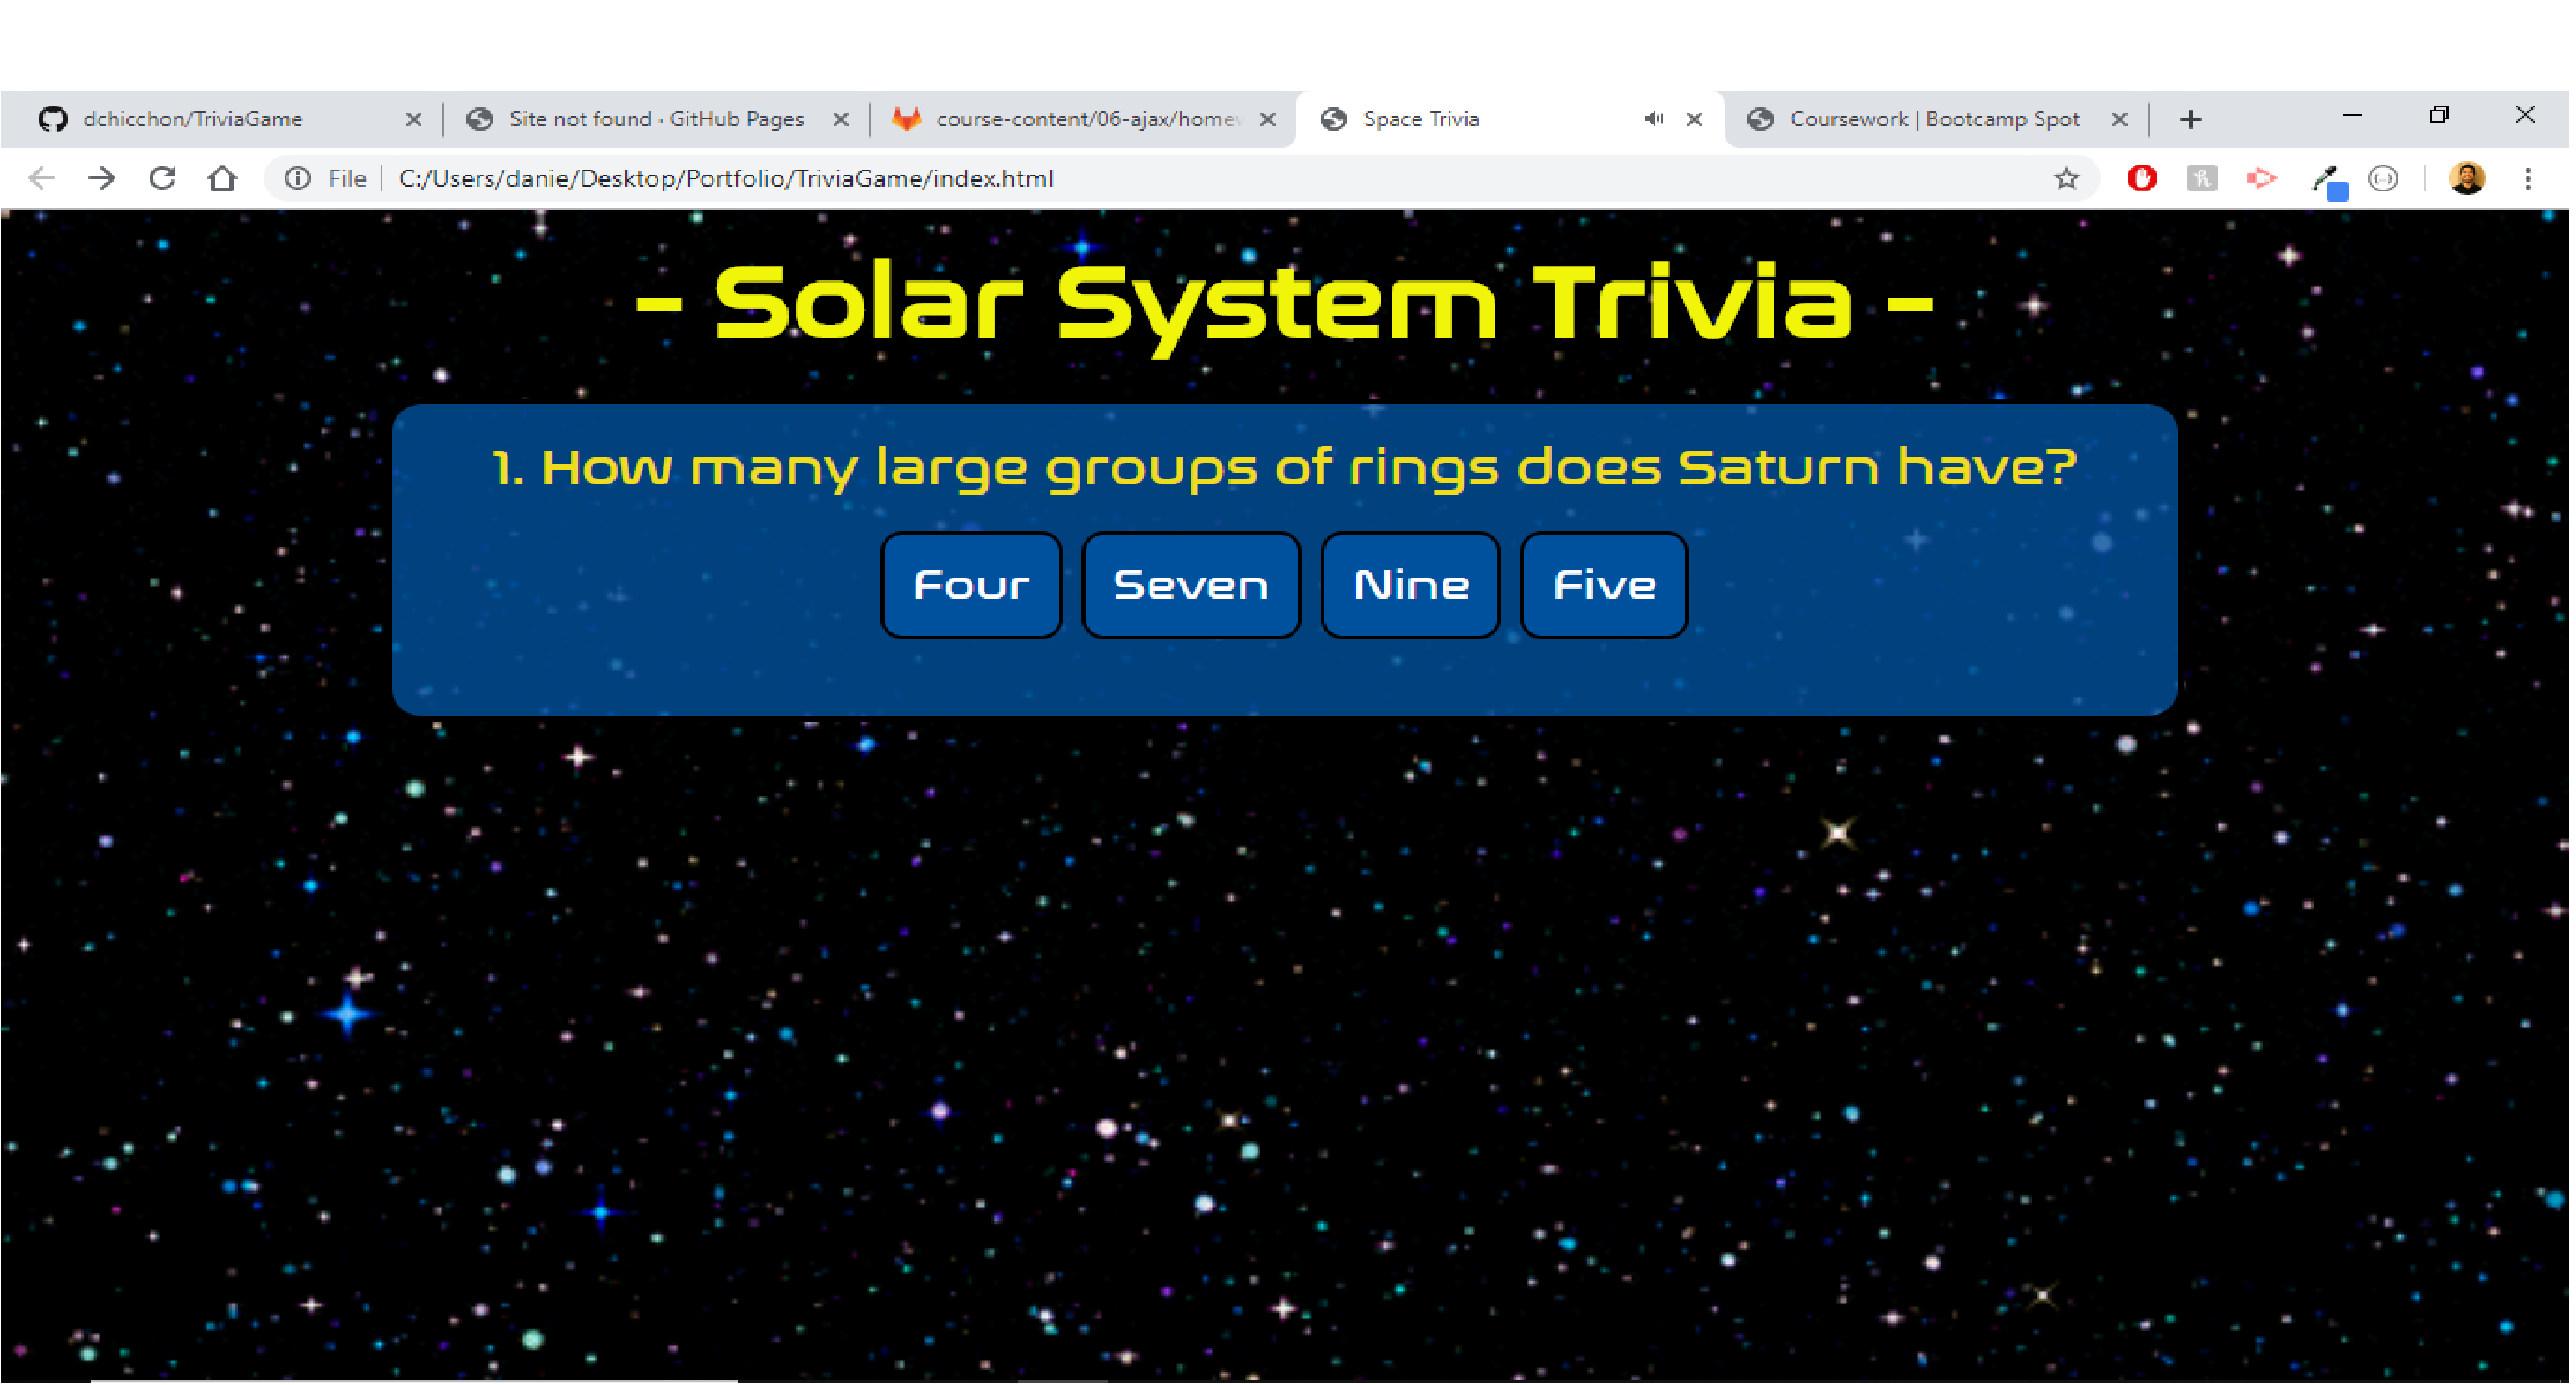 dchicchon/TriviaGame
Site not found · GitHub Pages
course-content/06-ajax/home
Space Trivia
Coursework | Bootcamp Spot
File
C:/Users/danie/Desktop/Portfolio/TriviaGame/index.html
- Solar System Trivia -
1. How many large groups of rings does Saturn have?
Four Seven Nine Five